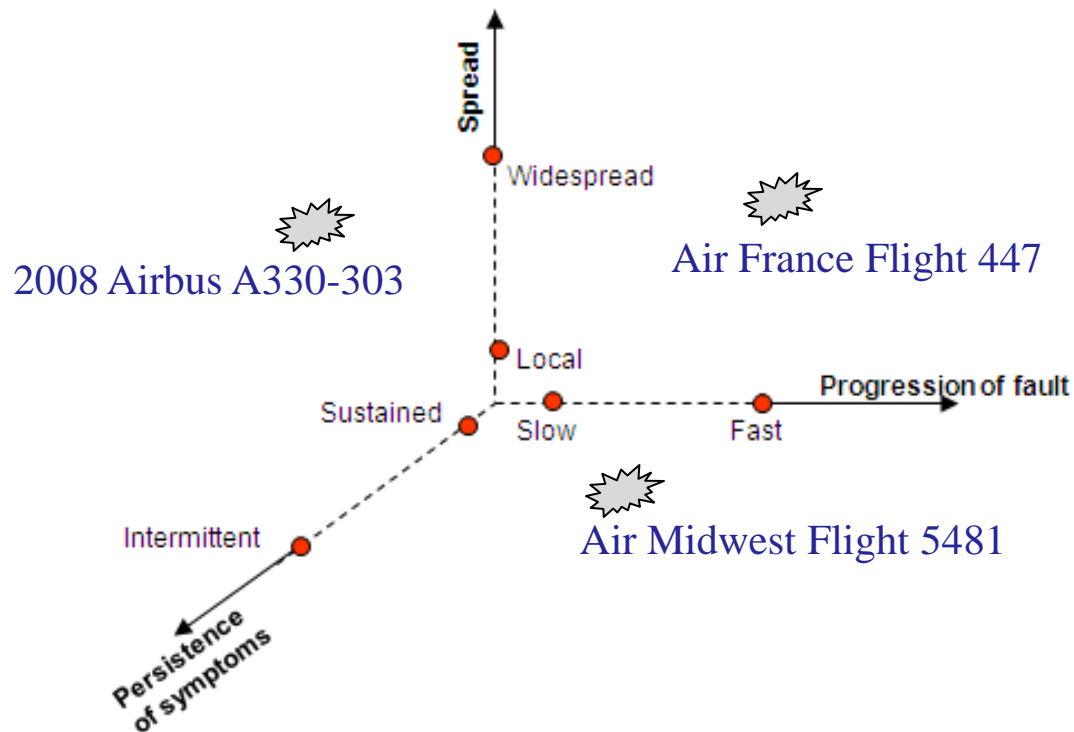 Spread
Widespread
2008 Airbus A330-303
Air France Flight 447
Local
Progression of fault
Sustained
Slow
Fast
Intermittent
Air Midwest Flight 5481
Persistence
of symptoms